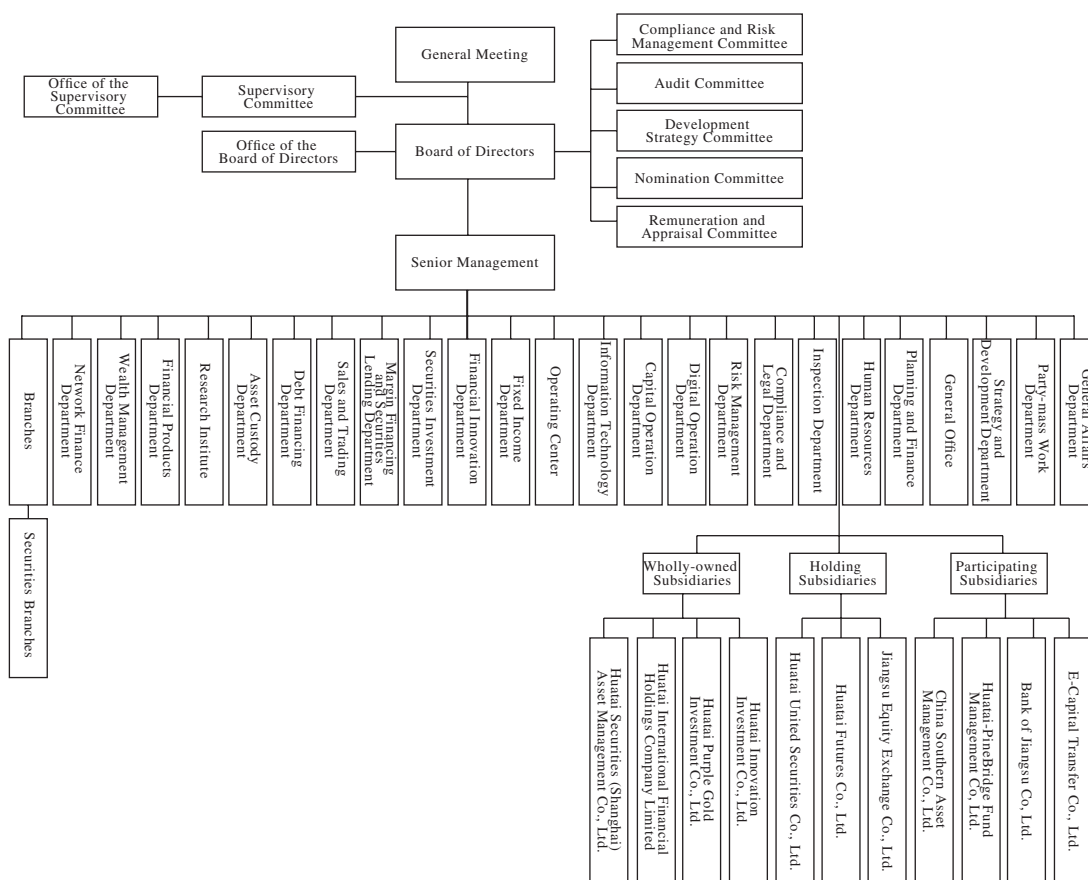 General Meeting
Compliance and Risk
Management Committee
Office of the
Supervisory
Committee
Supervisory
Committee
Audit Committee
Office of the
Board of Directors
Board of Directors
Development
Strategy Committee
Nomination Committee
Remuneration and
Appraisal Committee
Senior Management
Branches
Network Finance
Department
Wealth Management
Department
Financial Products
Department
Research Institute
Asset Custody
Department
Debt Financing
Department
Sales and Trading
Department
Margin Financing
and Securities
Lending Department
Securities Investment
Department
Financial Innovation
Department
Fixed Income
Department
Operating Center
Information Technology
Department
Capital Operation
Department
Digital Operation
Department
Risk Management
Department
Compliance and
Legal Department
Inspection Department
Human Resources
Department
Planning and Finance
Department
General Office
Strategy and
Development Department
Party-mass Work
Department
General Affairs
Department
Securities Branches
Wholly-owned
Subsidiaries
Holding
Subsidiaries
Participating
Subsidiaries
Huatai Securities (Shanghai)
Asset Management Co., Ltd.
Huatai International Financial
Holdings Company Limited
Huatai Purple Gold
Investment Co., Ltd.
Huatai Innovation
Investment Co., Ltd.
Huatai United Securities Co., Ltd.
Huatai Futures Co., Ltd.
Jiangsu Equity Exchange Co., Ltd.
China Southern Asset
Management Co., Ltd.
Huatai-PineBridge Fund
Management Co, Ltd.
Bank of Jiangsu Co, Ltd.
E-Capital Transfer Co., Ltd.